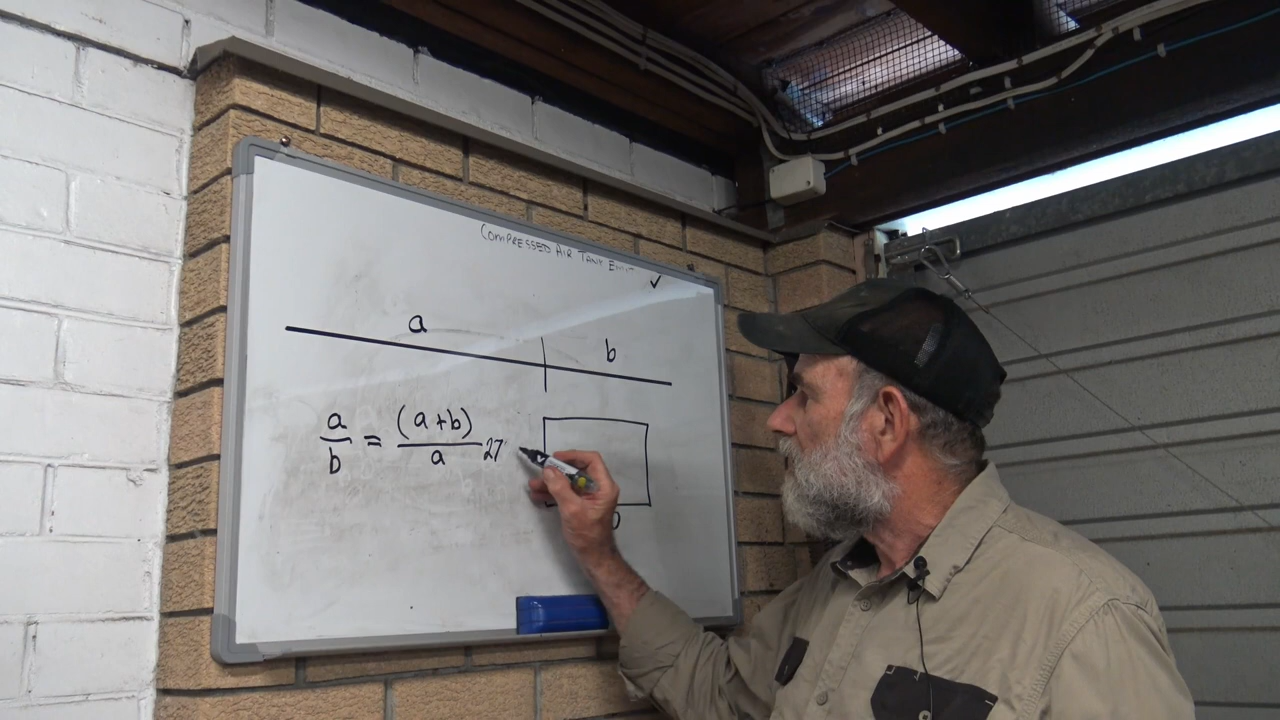 COMPRESSED AIR TANK
a
b
a/b = (a+b)/a
27